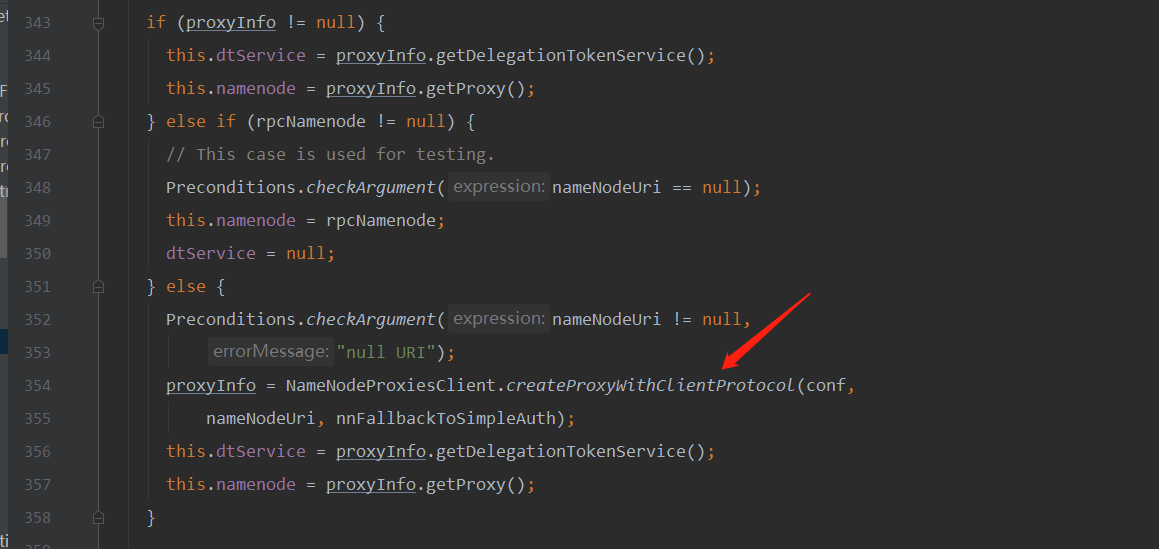 343 if (proxyInfo != null) {
344 this.dtService = proxyInfo.getDelegationTokenService();
345 this.namenode = proxyInfo.getProxy();
346 } else if (rpcNamenode != null) {
347 // This case is used for testing.
348 Preconditions.checkArgument( expression: nameNodeUri == null);
349 this.namenode = rpcNamenode;
350 dtService = null;
351 } else {
352 Preconditions.checkArgument( expression: nameNodeUri != null,
353 errorMessage: "null URI");
354 proxyInfo = NameNodeProxiesClient.createProxyWithClientProtocol(conf,
355 nameNodeUri, nnFallbackToSimpleAuth);
356 this.dtService = proxyInfo.getDelegationTokenService();
357 this.namenode = proxyInfo.getProxy();
358 }